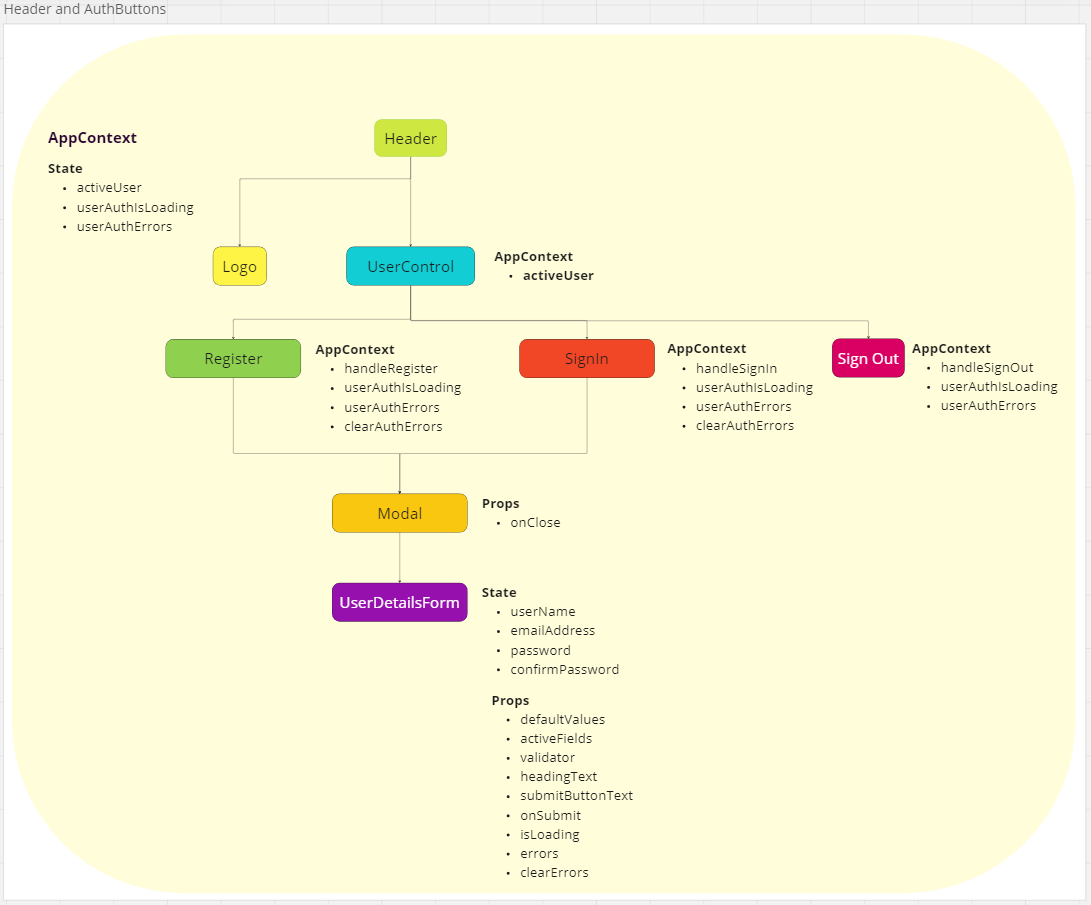 Header and AuthButtons
AppContext
State
• activeUser
• userAuthIsLoading
• userAuthErrors
Header
Logo
UserControl
AppContext
• activeUser
Register
AppContext
• handleRegister
• userAuthIsLoading
• userAuthErrors
• clearAuthErrors
SignIn
AppContext
• handleSignIn
• userAuthIsLoading
• userAuthErrors
• clearAuthErrors
Sign Out
AppContext
• handleSignOut
• userAuthIsLoading
• userAuthErrors
Modal
Props
• onClose
UserDetailsForm
State
• userName
• emailAddress
• password
• confirmPassword
Props
• defaultValues
• activeFields
• validator
• headingText
• submitButtonText
• onSubmit
• isLoading
• errors
• clearErrors